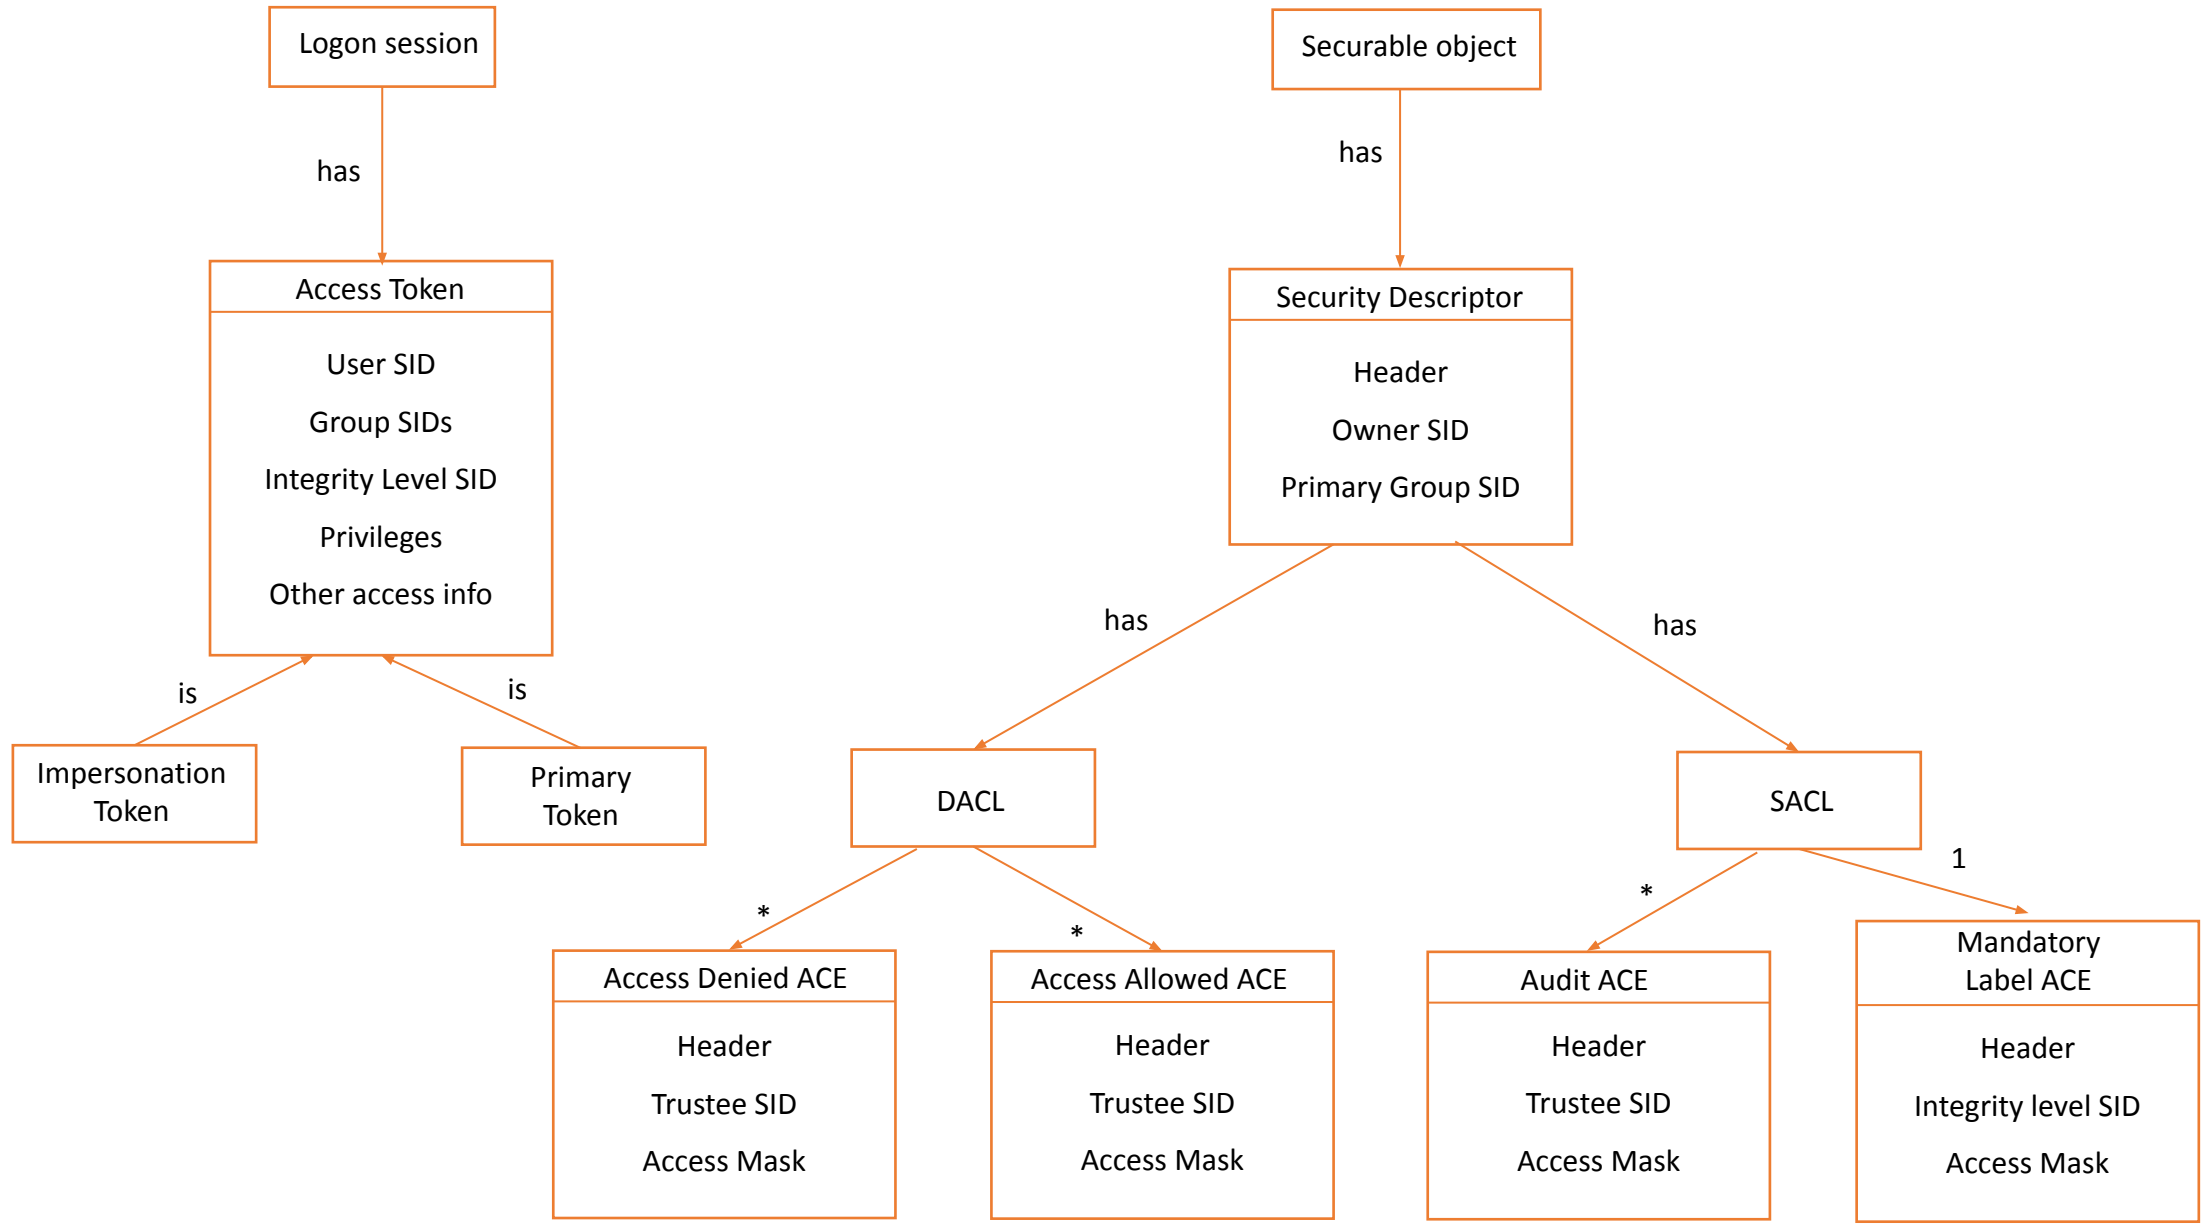 Logon session
Securable object
has
has
Access Token
User SID
Group SIDs
Integrity Level SID
Privileges
Other access info
Security Descriptor
Header
Owner SID
Primary Group SID
is
is
has
has
Impersonation
Token
Primary
Token
DACL
SACL
*
*
*
1
Access Denied ACE
Header
Trustee SID
Access Mask
Access Allowed ACE
Header
Trustee SID
Access Mask
Audit ACE
Header
Trustee SID
Access Mask
Mandatory
Label ACE
Header
Integrity level SID
Access Mask